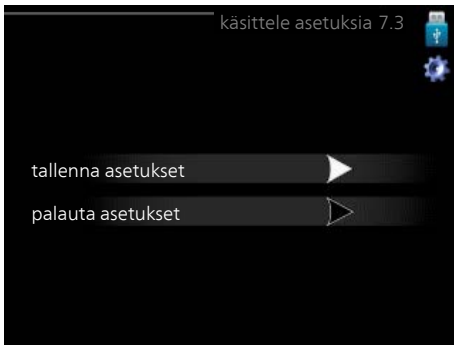 käsittele asetuksia 7.3
tallenna asetukset
palauta asetukset